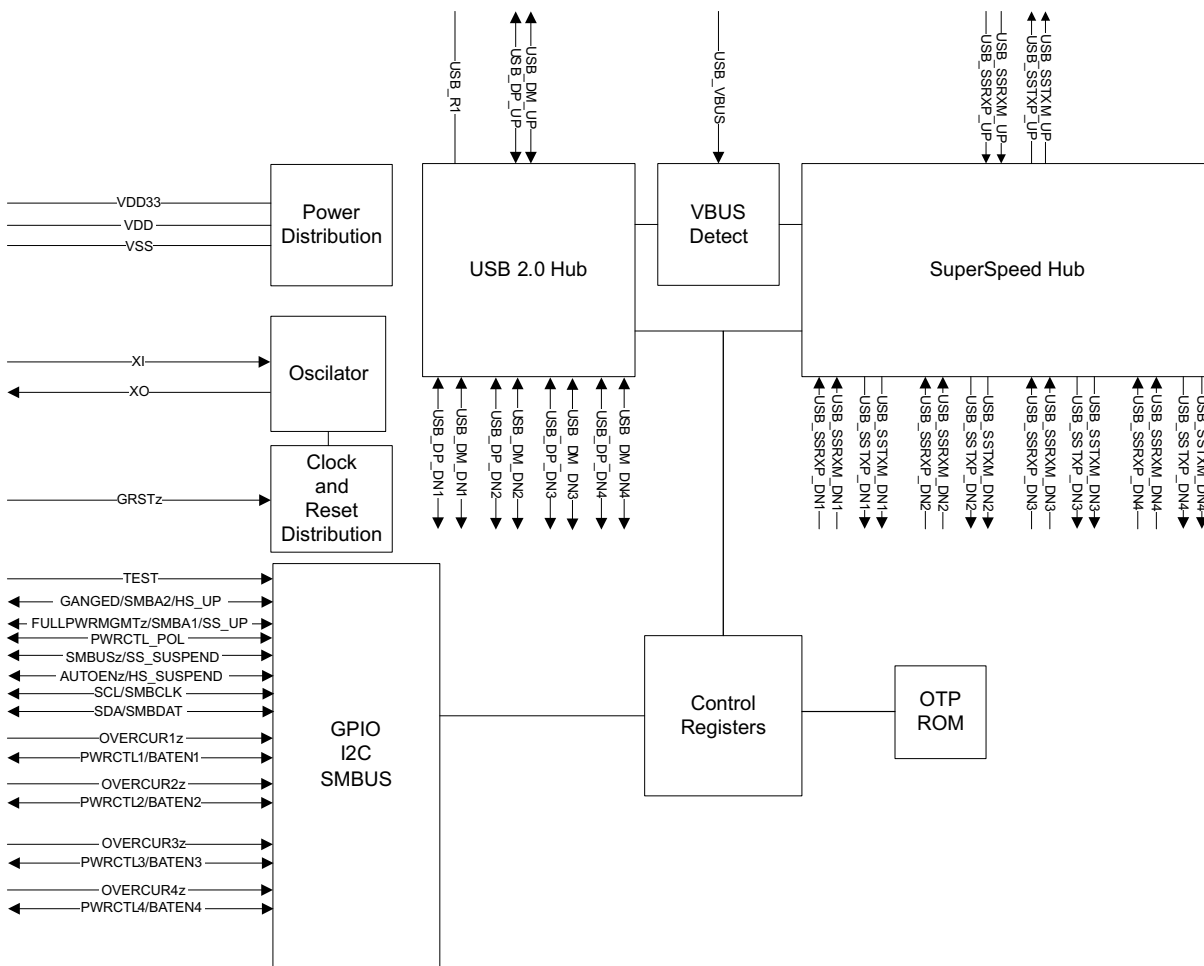 USB_R1
USB_DP_UP
USB_DM_UP
USB_VBUS
USB_SSRXP_UP
USB_SSRXM_UP
USB_SSTXP_UP
USB_SSTXM_UP
VDD33
VDD
VSS
Power
Distribution
USB 2.0 Hub
VBUS
Detect
SuperSpeed Hub
XI
XO
Oscilator
GRSTz
Clock
and
Reset
Distribution
USB_DP_DN1
USB_DM_DN1
USB_DP_DN2
USB_DM_DN2
USB_DP_DN3
USB_DM_DN3
USB_DP_DN4
USB_DM_DN4
USB_SSRXP_DN1
USB_SSRXM_DN1
USB_SSTXP_DN1
USB_SSTXM_DN1
USB_SSRXP_DN2
USB_SSRXM_DN2
USB_SSTXP_DN2
USB_SSTXM_DN2
USB_SSRXP_DN3
USB_SSRXM_DN3
USB_SSTXP_DN3
USB_SSTXM_DN3
USB_SSRXP_DN4
USB_SSRXM_DN4
USB_SSTXP_DN4
USB_SSTXM_DN4
TEST
GANGED/SMBA2/HS_UP
FULLPWRMGMTz/SMBA1/SS_UP
PWRCTL_POL
SMBUSz/SS_SUSPEND
AUTOENz/HS_SUSPEND
SCL/SMBCLK
SDA/SMBDAT
OVERCUR1z
PWRCTL1/BATEN1
OVERCUR2z
PWRCTL2/BATEN2
OVERCUR3z
PWRCTL3/BATEN3
OVERCUR4z
PWRCTL4/BATEN4
GPIO
I2C
SMBUS
Control
Registers
OTP
ROM